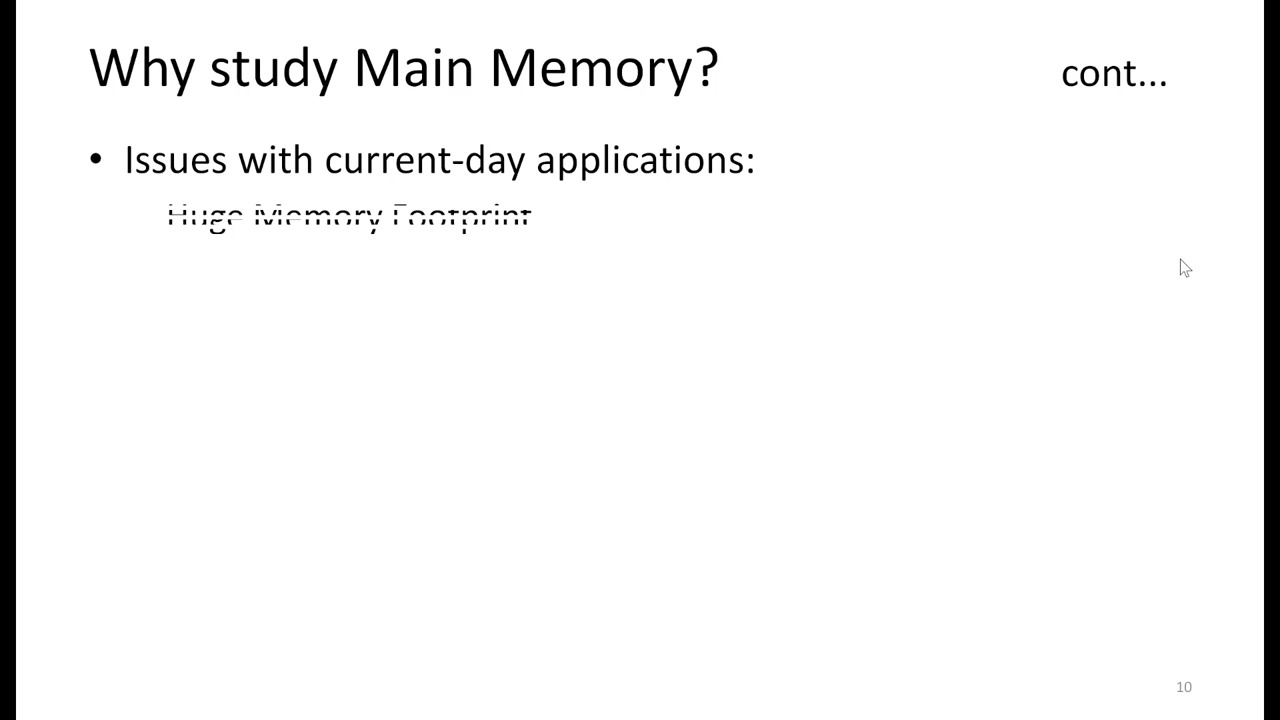 Why study Main Memory? cont...
• Issues with current-day applications:
Huge Memory Footprint
10